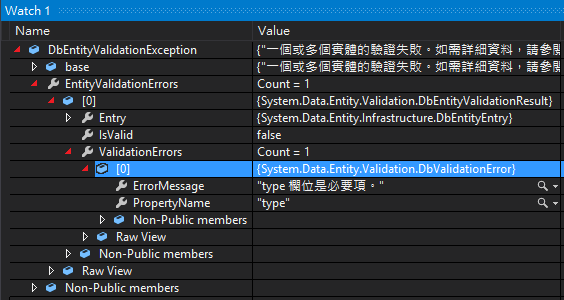 Watch 1
Name Value
DbEntityValidationException {"一個或多個實體的驗證失敗。如需詳細資料，請參閱
base {"一個或多個實體的驗證失敗。如需詳細資料，請參閱
EntityValidationErrors Count = 1
[0] {System.Data.Entity.Validation.DbEntityValidationResult}
Entry {System.Data.Entity.Infrastructure.DbEntityEntry}
IsValid false
ValidationErrors Count = 1
[0] {System.Data.Entity.Validation.DbValidationError}
ErrorMessage "type 欄位是必要項。"
PropertyName "type"
Non-Public members
Raw View
Non-Public members
Raw View
Non-Public members